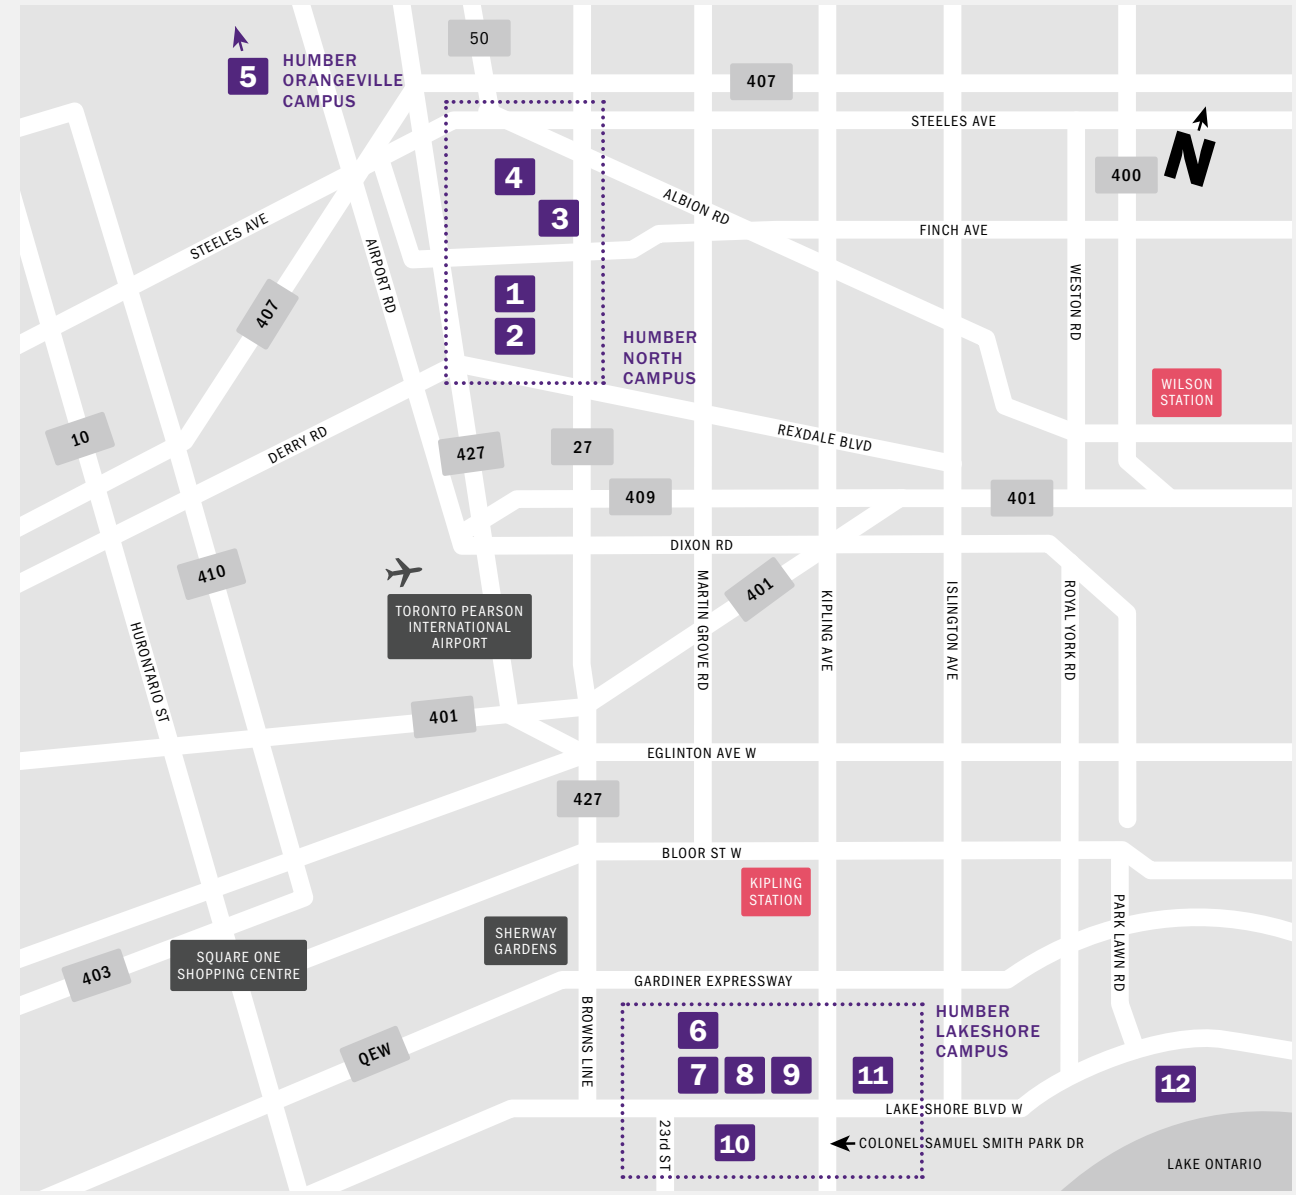 50
5
HUMBER
ORANGEVILLE
CAMPUS
407
STEELES AVE
N
400
4
3
ALBION RD
FINCH AVE
STEELES AVE
AIRPORT RD
407
1
2
WESTON RD
HUMBER
NORTH
CAMPUS
WILSON
STATION
10
DERRY RD
427
27
REXDALE BLVD
409
401
DIXON RD
410
TORONTO PEARSON
INTERNATIONAL
AIRPORT
401
MARTIN GROVE RD
KIPLING AVE
ISLINGTON AVE
ROYAL YORK RD
HURONTARIO ST
401
EGLINTON AVE W
427
BLOOR ST W
KIPLING
STATION
PARK LAWN RD
SHERWAY
GARDENS
SQUARE ONE
SHOPPING CENTRE
403
GARDINER EXPRESSWAY
BROWNS LINE
QEW
HUMBER
LAKESHORE
CAMPUS
6
7
8
9
11
12
LAKE SHORE BLVD W
23rd ST
10
COLONEL SAMUEL SMITH PARK DR
LAKE ONTARIO